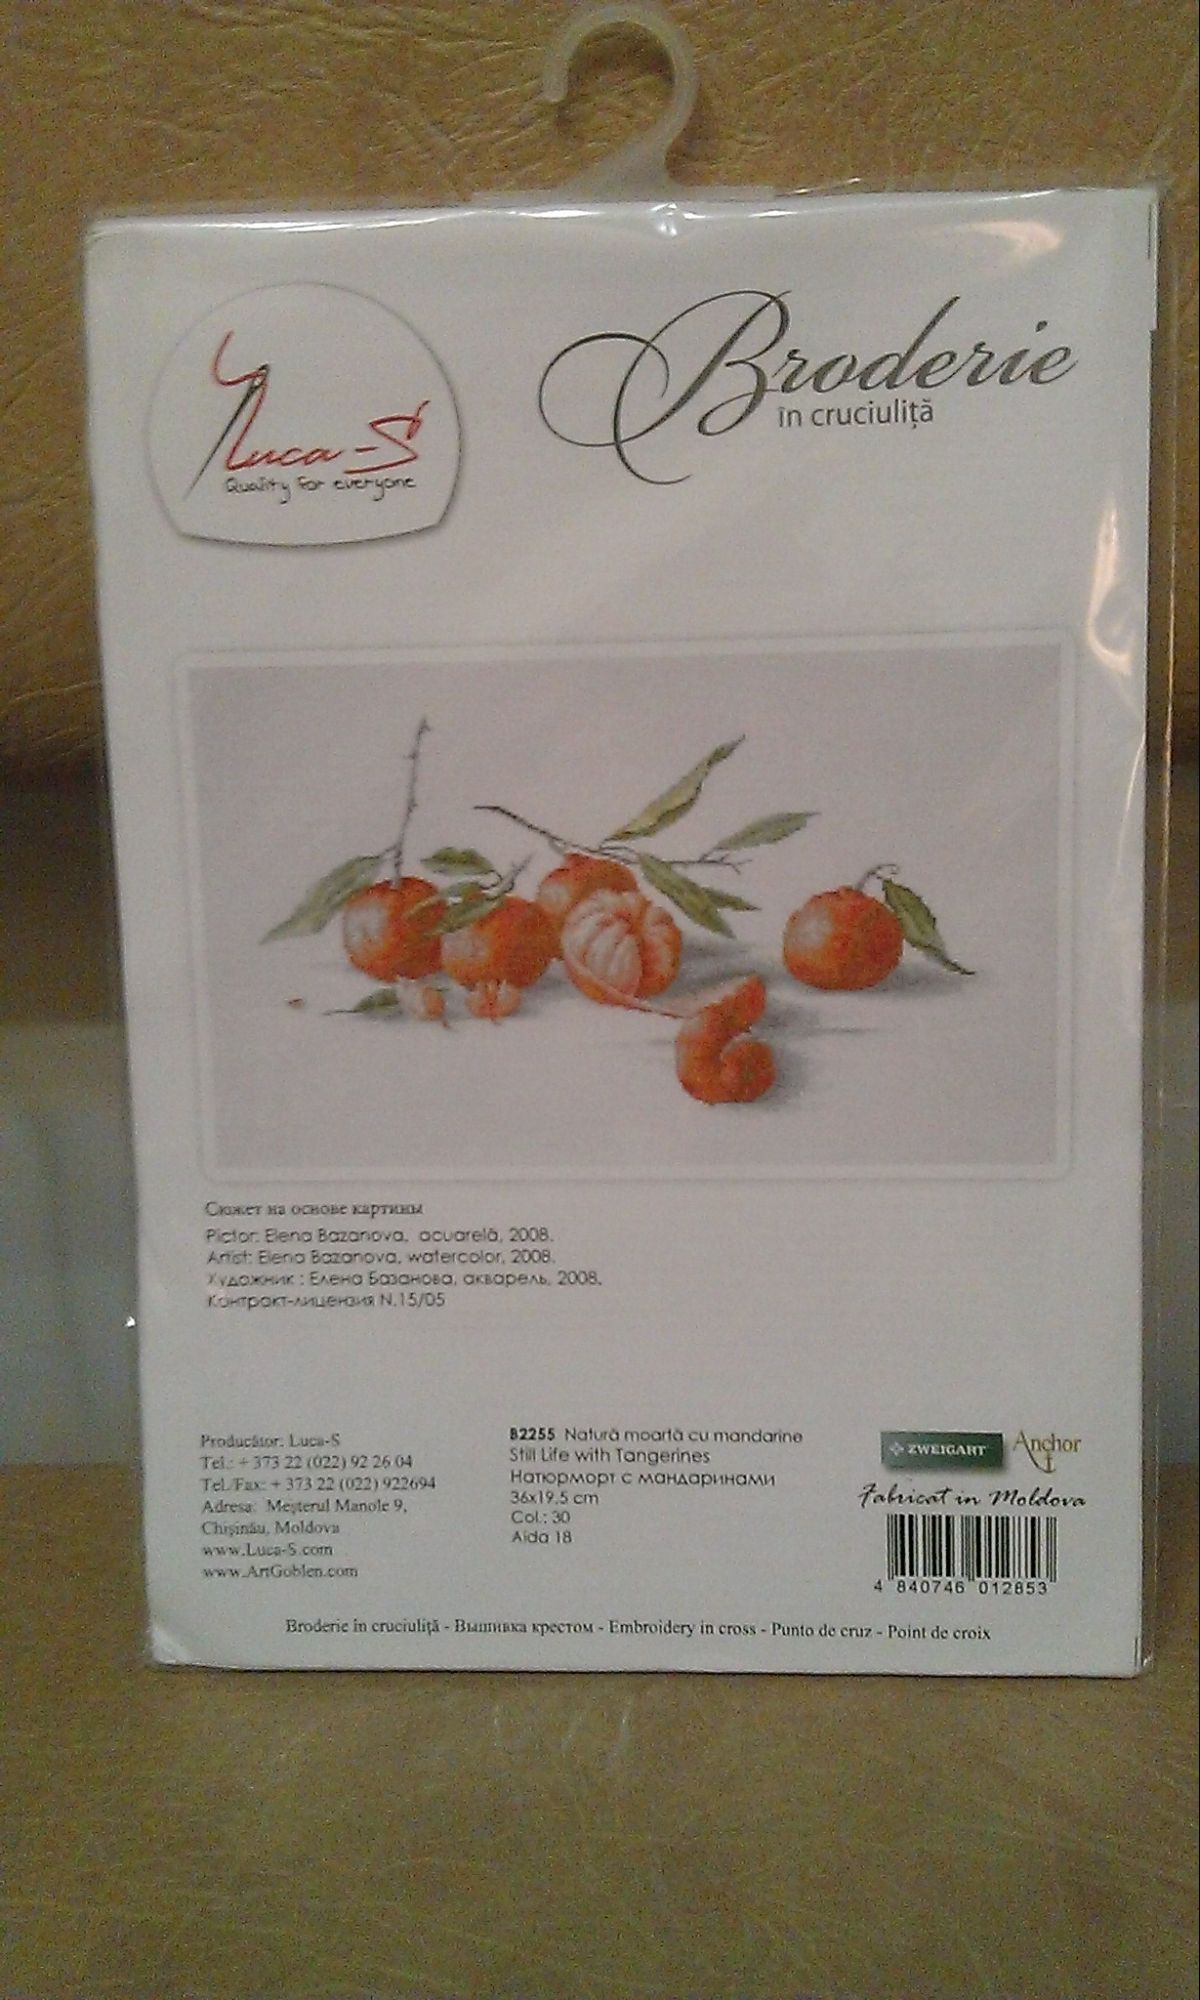 Luca-S
Quality for everyone
Broderie
în cruciuliță
Сюжет на основе картины
Pictor: Elena Bazanova, acuarelă, 2008.
Artist: Elena Bazanova, watercolor, 2008.
Художник : Елена Базанова, акварель, 2008.
Контракт-лицензия N.15/05
Producător: Luca-S
Tel.: + 373 22 (022) 92 26 04
Tel./Fax: + 373 22 (022) 922694
Adresa: Meşterul Manole 9,
Chişinău, Moldova
www.Luca-S.com
www.ArtGoblen.com
B2255 Natură moartă cu mandarine
Still Life with Tangerines
Натюрморт с мандаринами
36x19.5 cm
Col.: 30
Aida 18
ZWEIGART Anchor
Fabricat in Moldova
4 840746 012853
Broderie în cruciuliţă - Вышивка крестом - Embroidery in cross - Punto de cruz - Point de croix